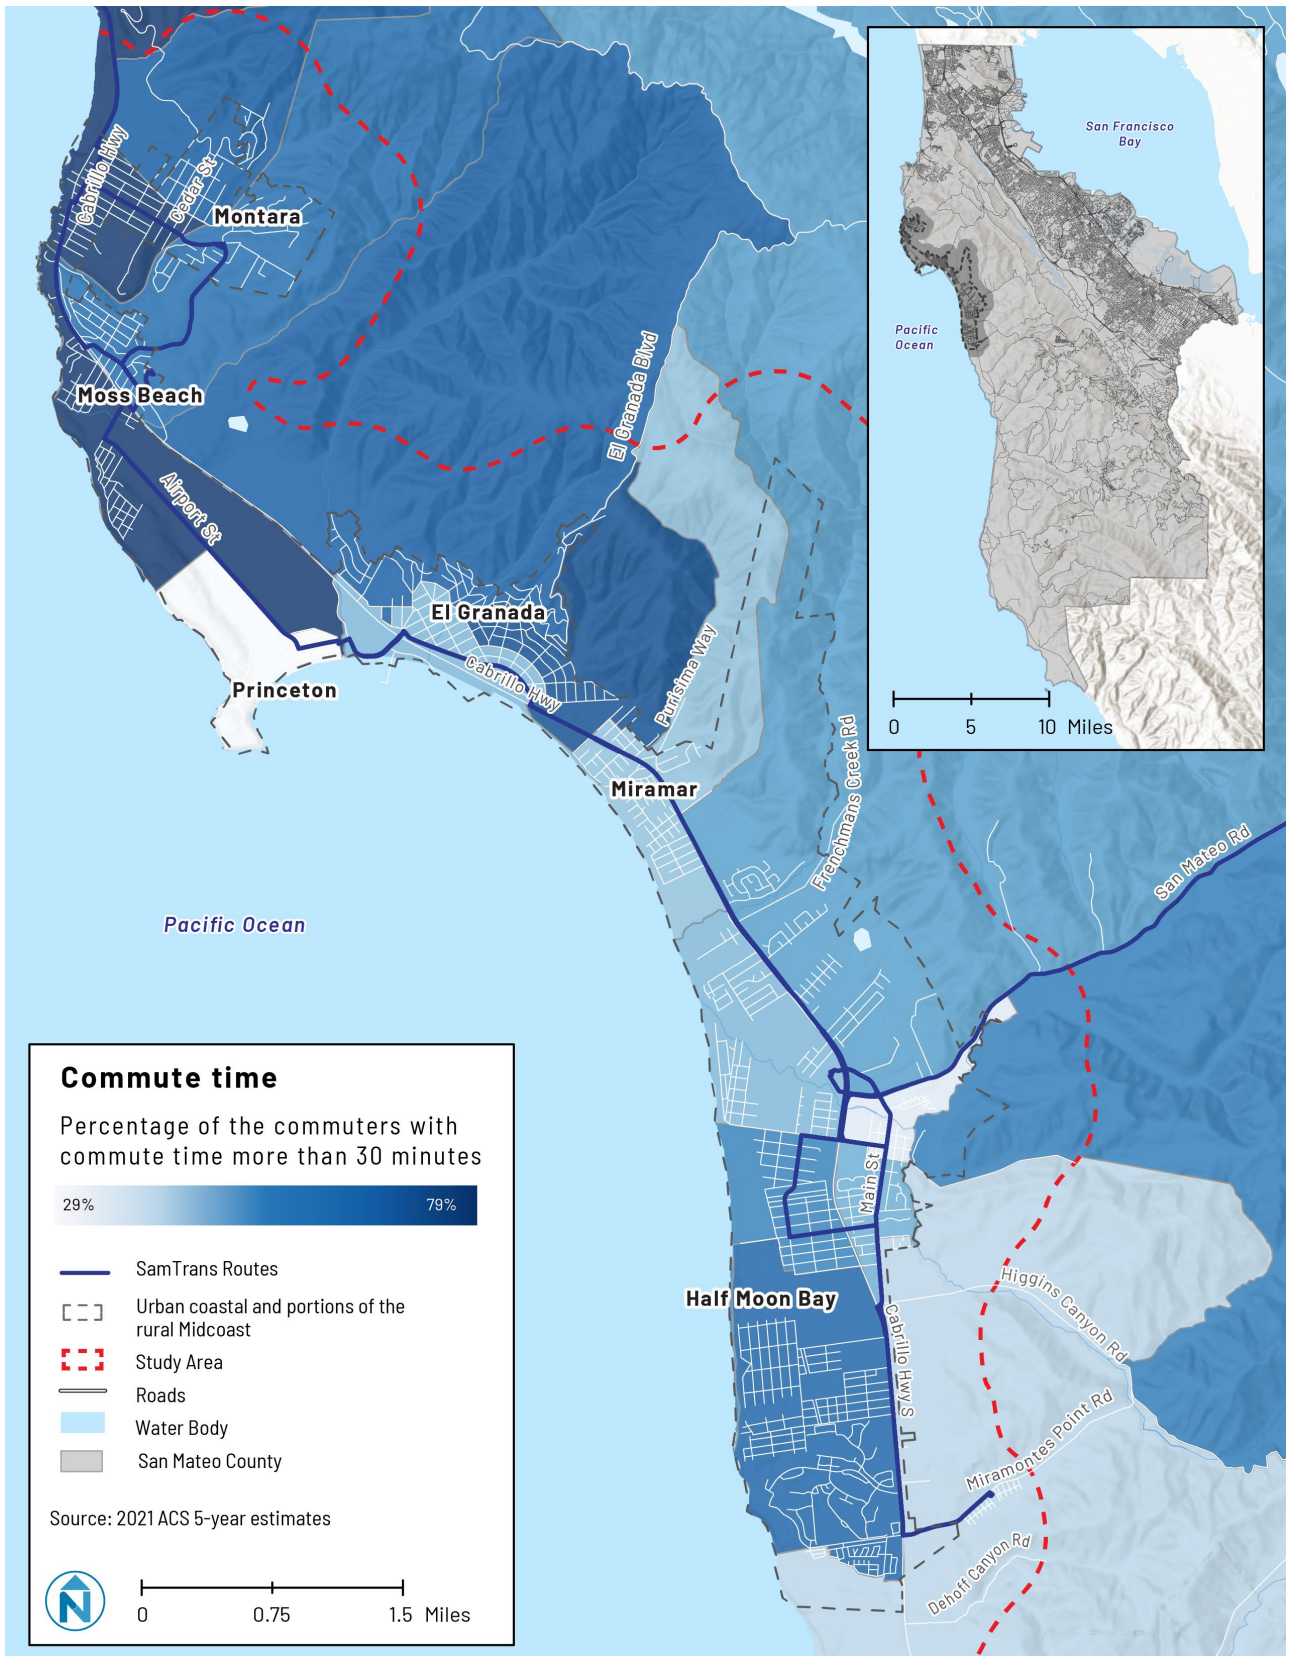 San Francisco
Bay
Pacific
Ocean
0 5 10 Miles
Cabrillo Hwy
Cedar St
Montara
Moss Beach
Airport St
El Granada Blvd
El Granada
Cabrillo Hwy
Princeton
Purisima Way
Miramar
Frenchmans Creek Rd
San Mateo Rd
Pacific Ocean
Main St
Half Moon Bay
Higgins Canyon Rd
Cabrillo Hwy S
Miramontes Point Rd
Dehoff Canyon Rd
Commute time
Percentage of the commuters with
commute time more than 30 minutes
29% 79%
SamTrans Routes
Urban coastal and portions of the
rural Midcoast
Study Area
Roads
Water Body
San Mateo County
Source: 2021 ACS 5-year estimates
N
0 0.75 1.5 Miles